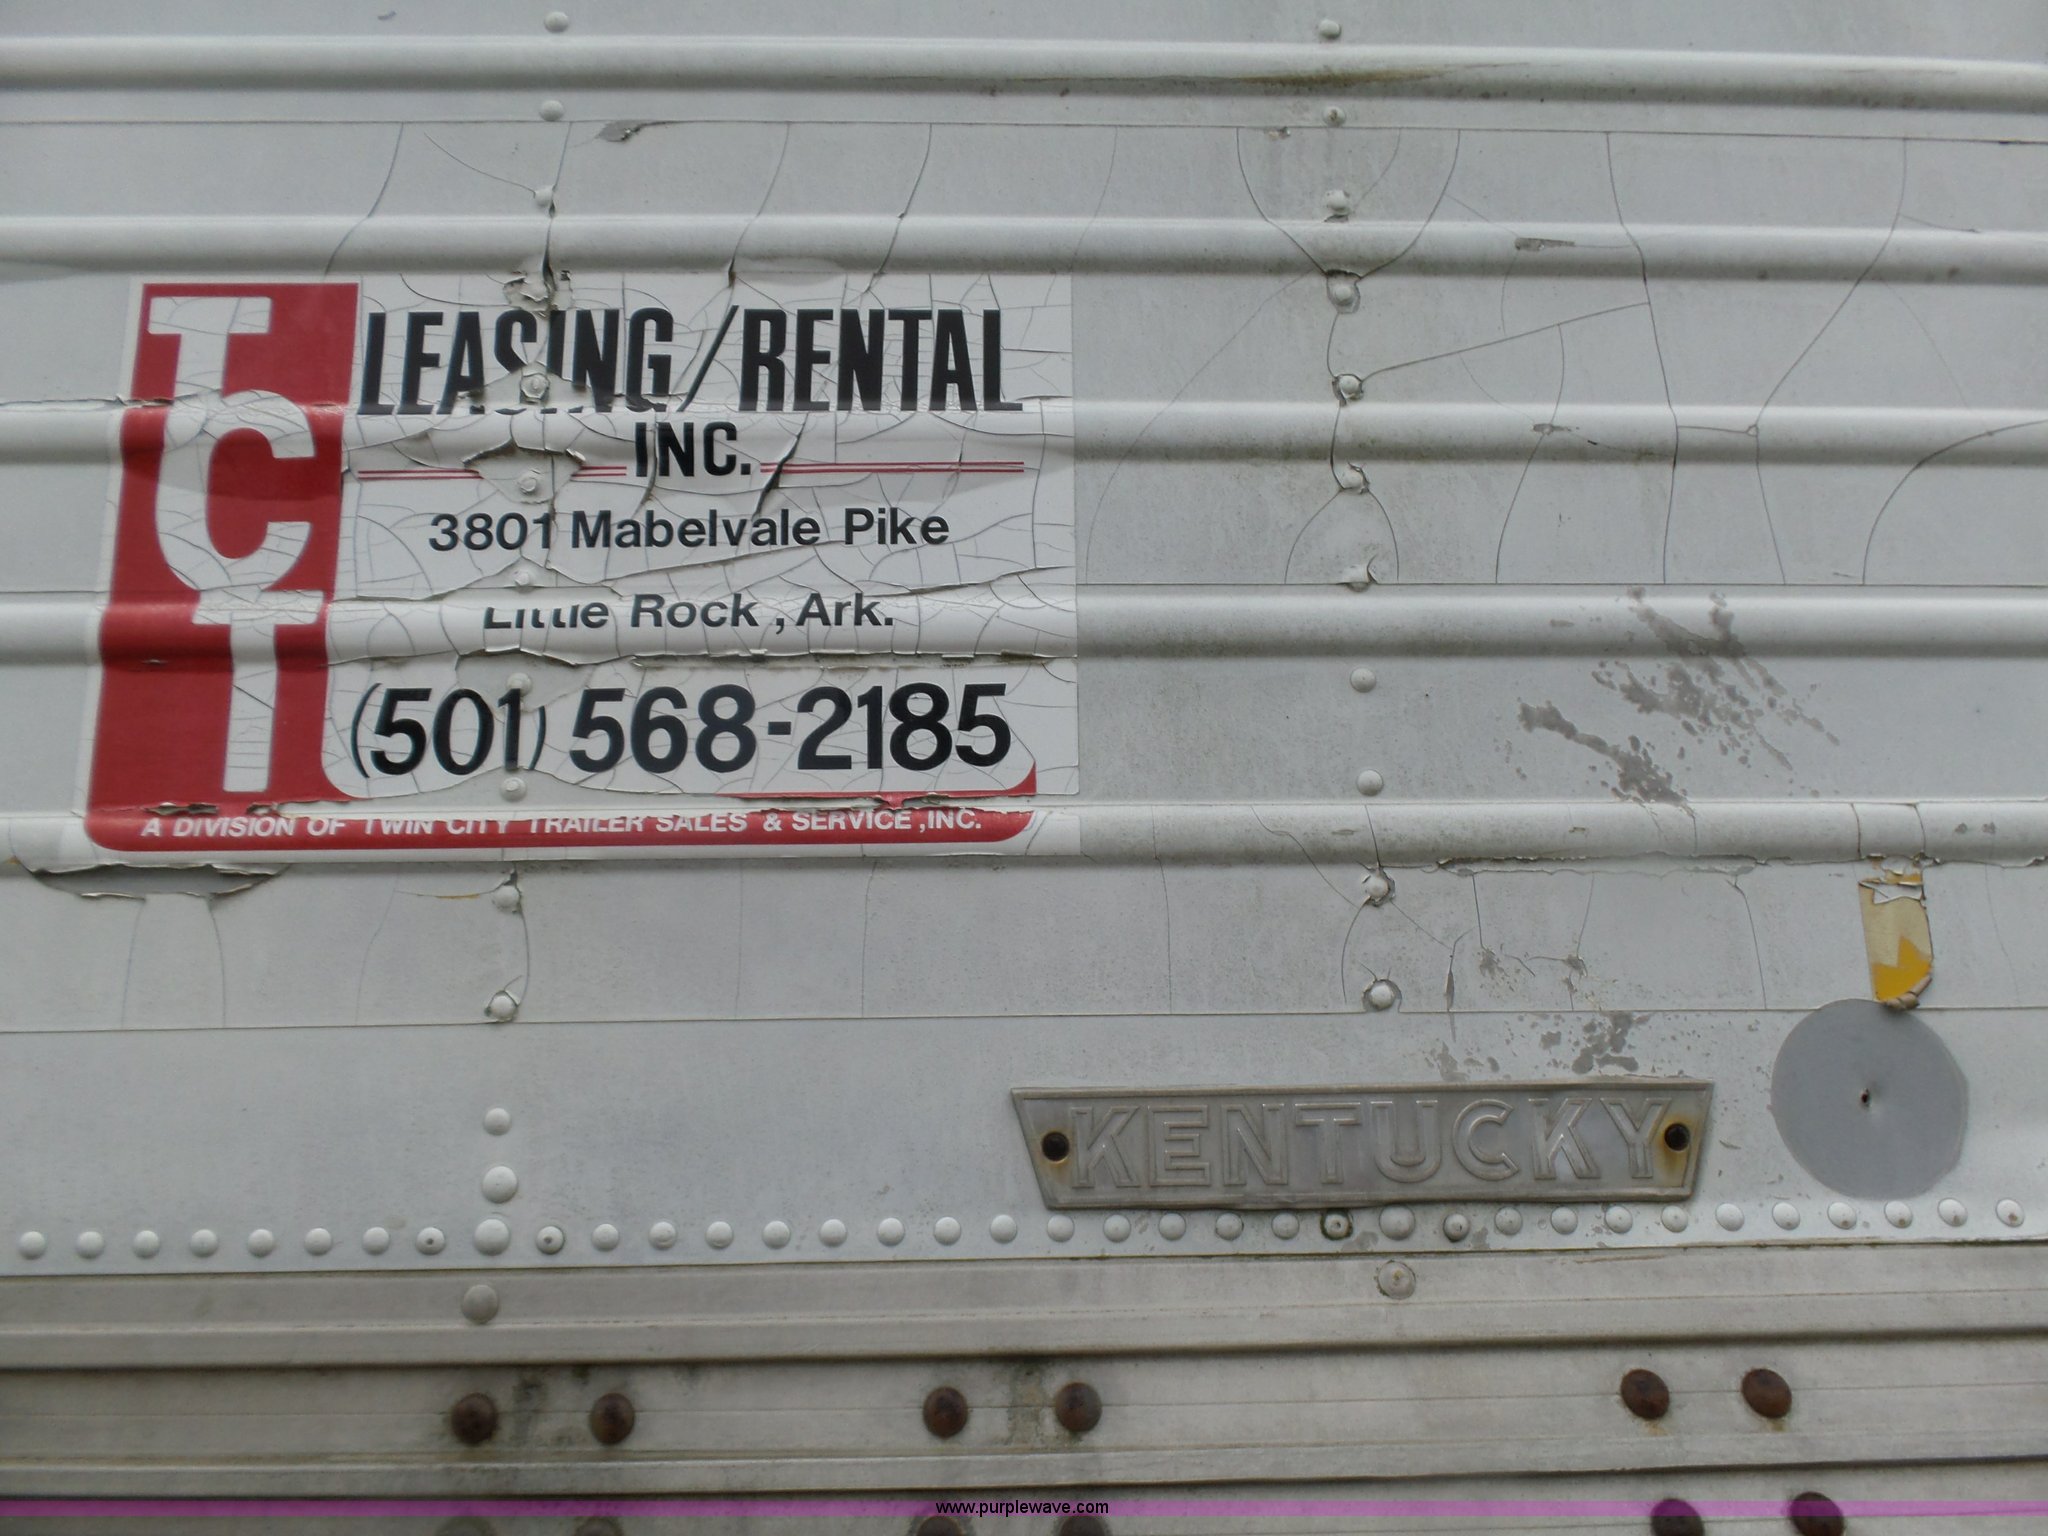 TCT
LEASING/RENTAL
INC.
3801 Mabelvale Pike
Little Rock, Ark.
(501) 568-2185
A DIVISION OF TWIN CITY TRAILER SALES & SERVICE, INC.
KENTUCKY
www.purplewave.com